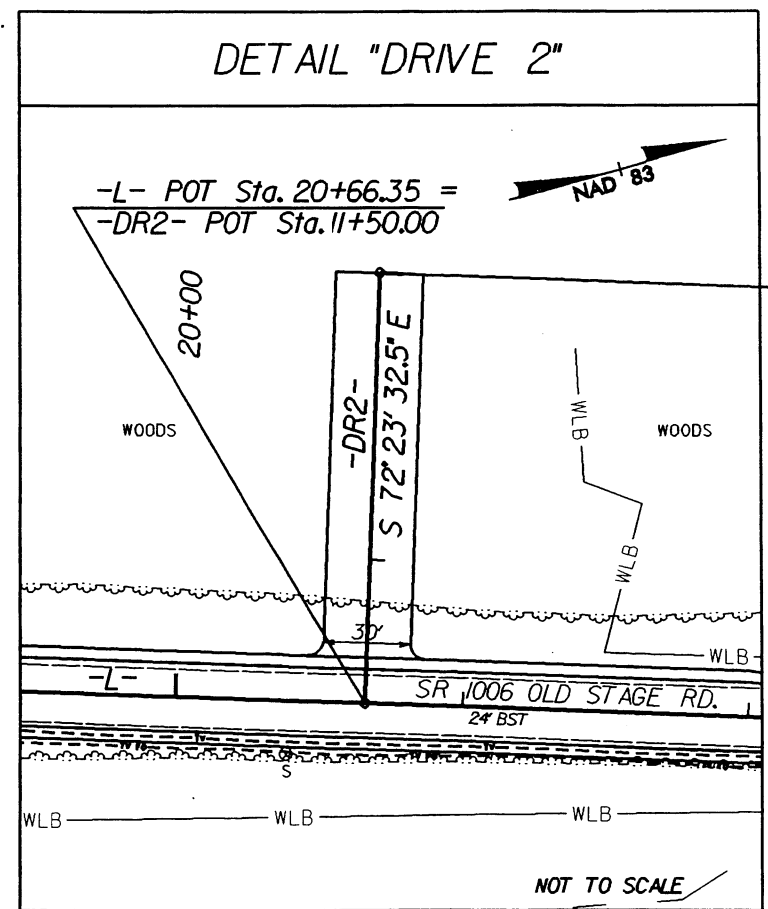 DETAIL "DRIVE 2"
-L- POT Sta. 20+66.35 =
-DR2- POT Sta. 11+50.00
NAD 83
20+00
-DR2-
S 72° 23' 32.5" E
WOODS
WLB
WOODS
WLB
30'
WLB
-L-
SR 1006 OLD STAGE RD.
24' BST
S
WLB
WLB
WLB
NOT TO SCALE